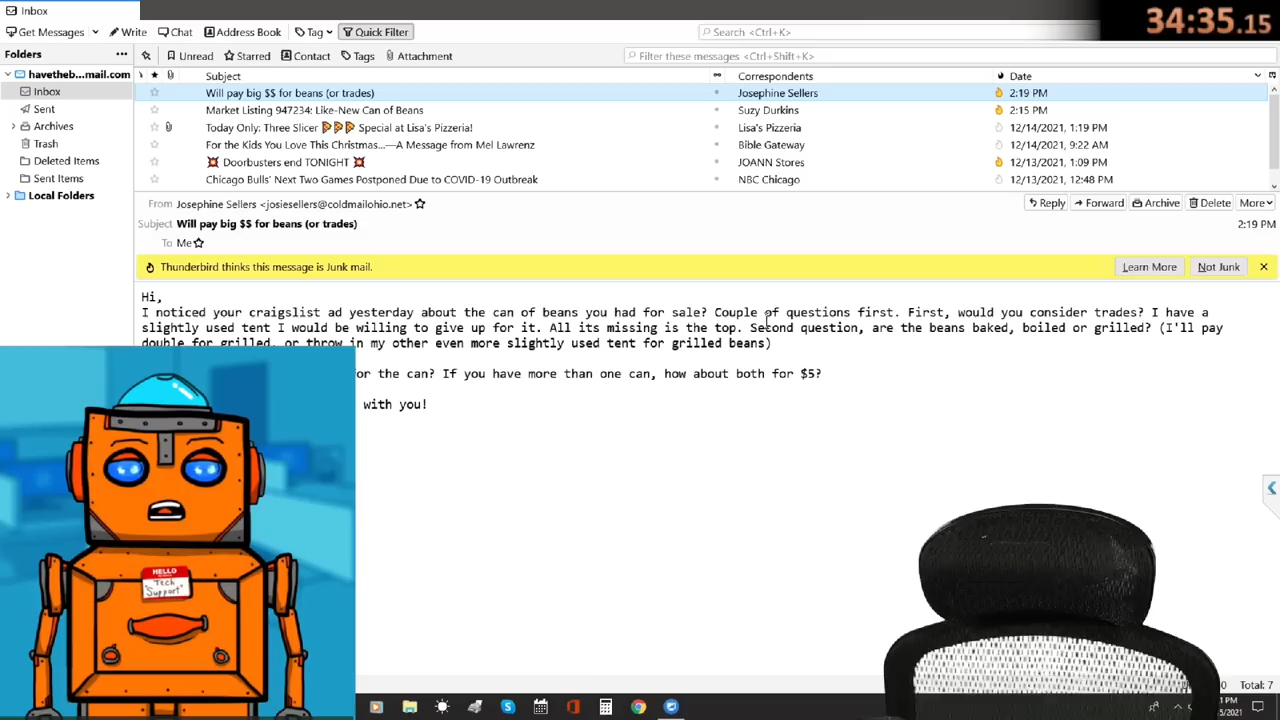 Inbox
34:35.15
Get Messages Write Chat Address Book Tag Quick Filter Search <Ctrl+K>
Folders ••• Unread Starred Contact Tags Attachment Filter these messages <Ctrl+Shift+K>
havetheb...mail.com Subject Correspondents Date
Inbox Will pay big $$ for beans (or trades) Josephine Sellers 2:19 PM
Sent Market Listing 947234: Like-New Can of Beans Suzy Durkins 2:15 PM
Archives Today Only: Three Slicer 🍕🍕🍕 Special at Lisa's Pizzeria! Lisa's Pizzeria 12/14/2021, 1:19 PM
Trash For the Kids You Love This Christmas...—A Message from Mel Lawrenz Bible Gateway 12/14/2021, 9:22 AM
Deleted Items 💥 Doorbusters end TONIGHT 💥 JOANN Stores 12/13/2021, 1:09 PM
Sent Items Chicago Bulls' Next Two Games Postponed Due to COVID-19 Outbreak NBC Chicago 12/13/2021, 12:48 PM
Local Folders
From Josephine Sellers <josiesellers@coldmailohio.net> Reply Forward Archive Delete More
Subject Will pay big $$ for beans (or trades) 2:19 PM
To Me
Thunderbird thinks this message is Junk mail. Learn More Not Junk
Hi,
I noticed your craigslist ad yesterday about the can of beans you had for sale? Couple of questions first. First, would you consider trades? I have a
slightly used tent I would be willing to give up for it. All its missing is the top. Second question, are the beans baked, boiled or grilled? (I'll pay
double for grilled, or throw in my other even more slightly used tent for grilled beans)
for the can? If you have more than one can, how about both for $5?
with you!
HELLO
Tech
"Support"
Total: 7